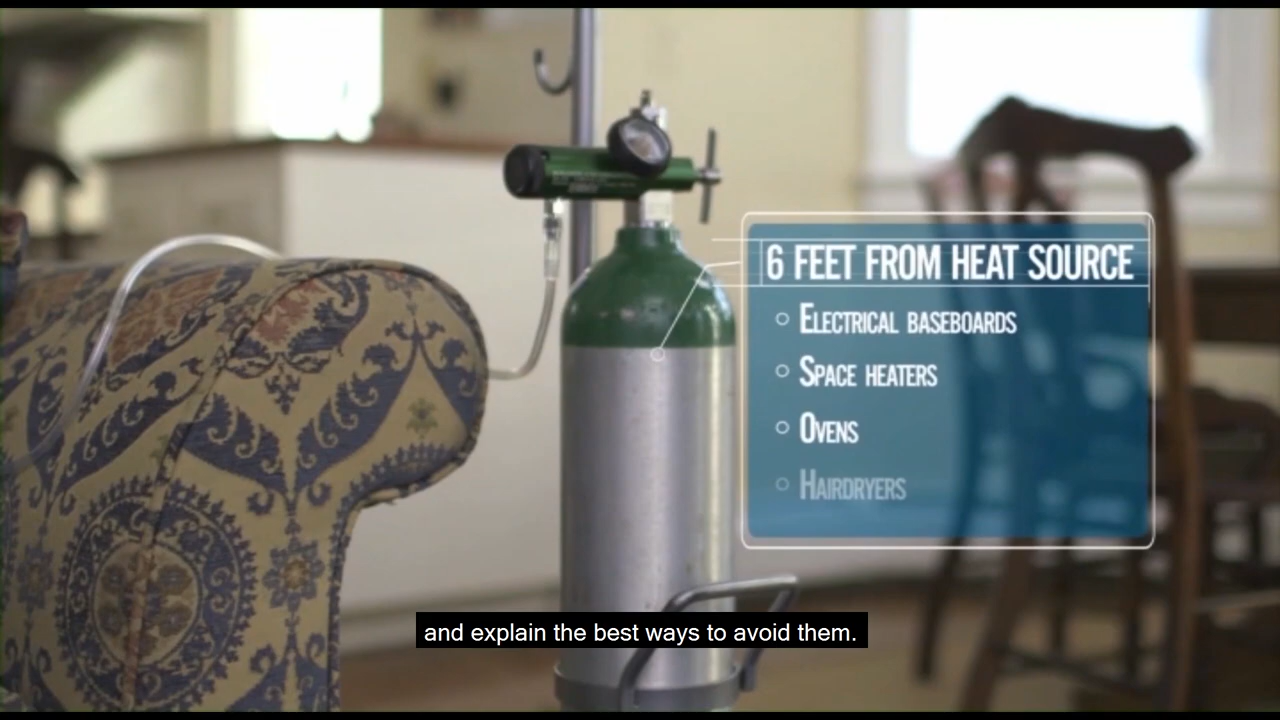 6 FEET FROM HEAT SOURCE
ELECTRICAL BASEBOARDS
SPACE HEATERS
OVENS
HAIRDRYERS
and explain the best ways to avoid them.